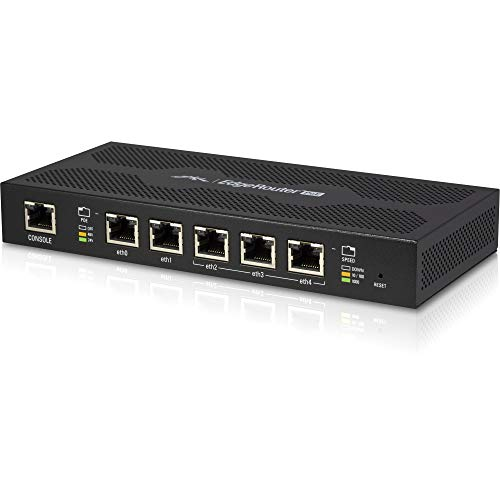 EdgeRouter PoE
CONSOLE
POE
OFF
48V
24V
eth0
eth1
eth2
eth3
eth4
SPEED
DOWN
10 / 100
1000
RESET